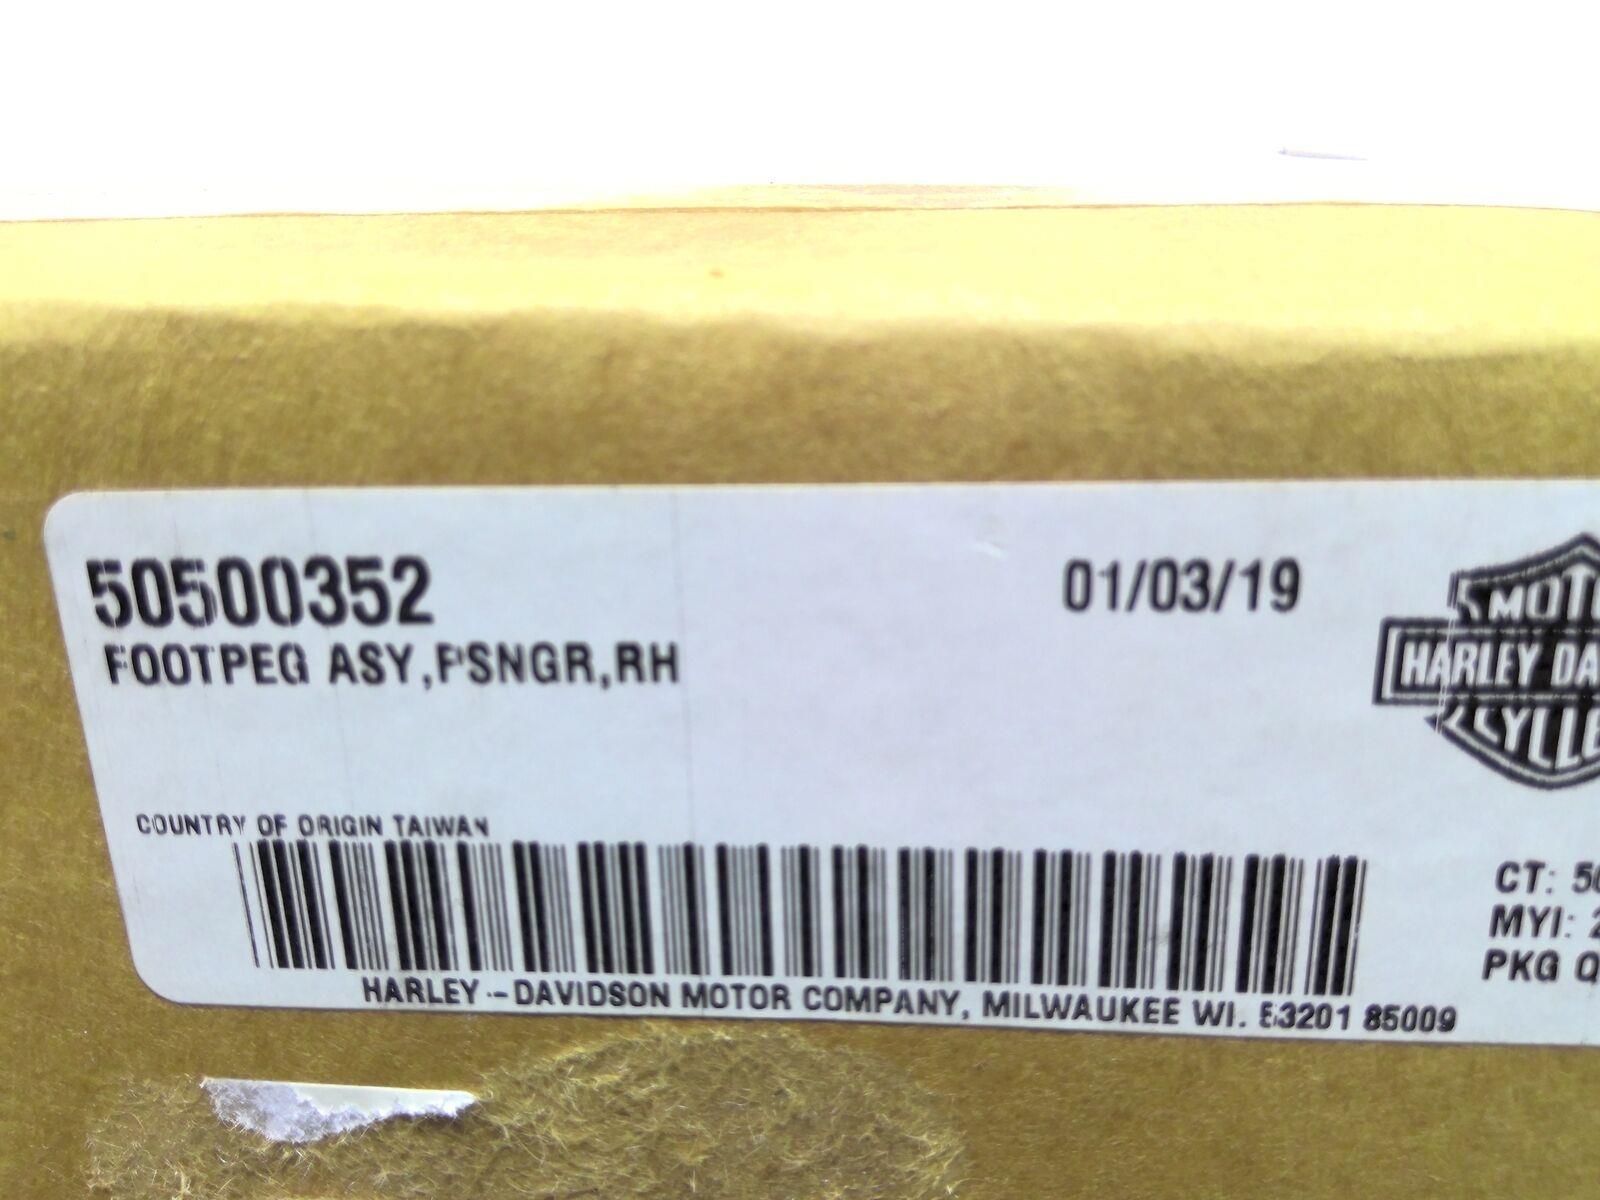 50500352
01/03/19
FOOTPEG ASY,PSNGR,RH
HARLEY
COUNTRY OF ORIGIN TAIWAN
CT:
MYI:
PKG
HARLEY-DAVIDSON MOTOR COMPANY, MILWAUKEE WI. 53201 85009